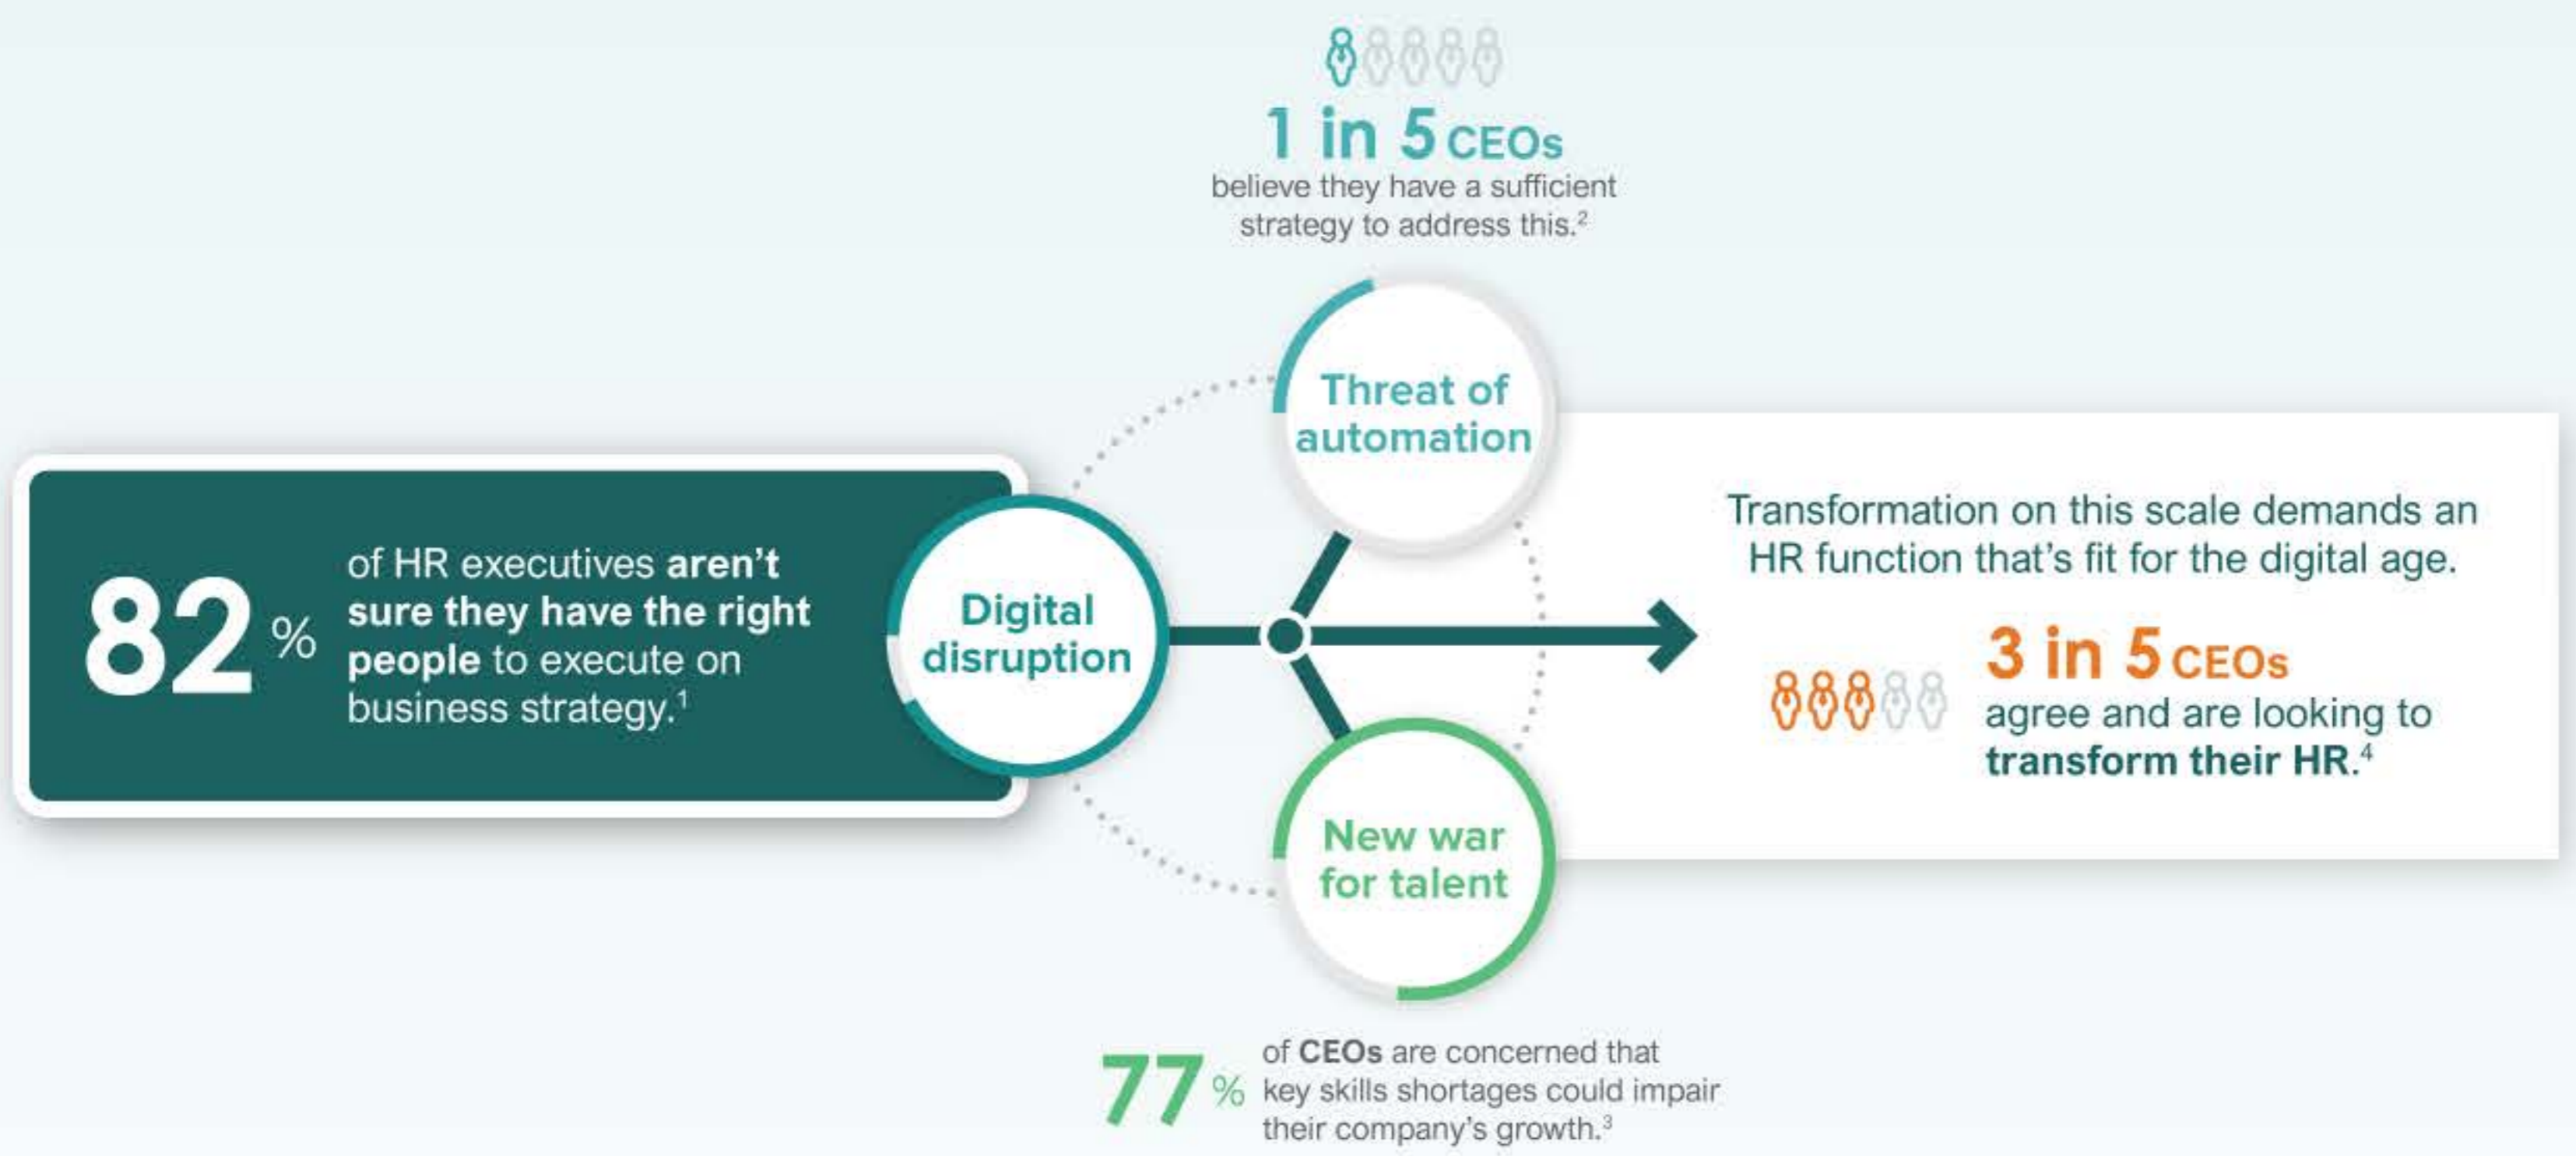 1 in 5 CEOs
believe they have a sufficient
strategy to address this.²
Threat of
automation
82%
of HR executives aren't
sure they have the right
people to execute on
business strategy.¹
Digital
disruption
Transformation on this scale demands an
HR function that's fit for the digital age.
3 in 5 CEOs
agree and are looking to
transform their HR.⁴
New war
for talent
77%
of CEOs are concerned that
key skills shortages could impair
their company's growth.³